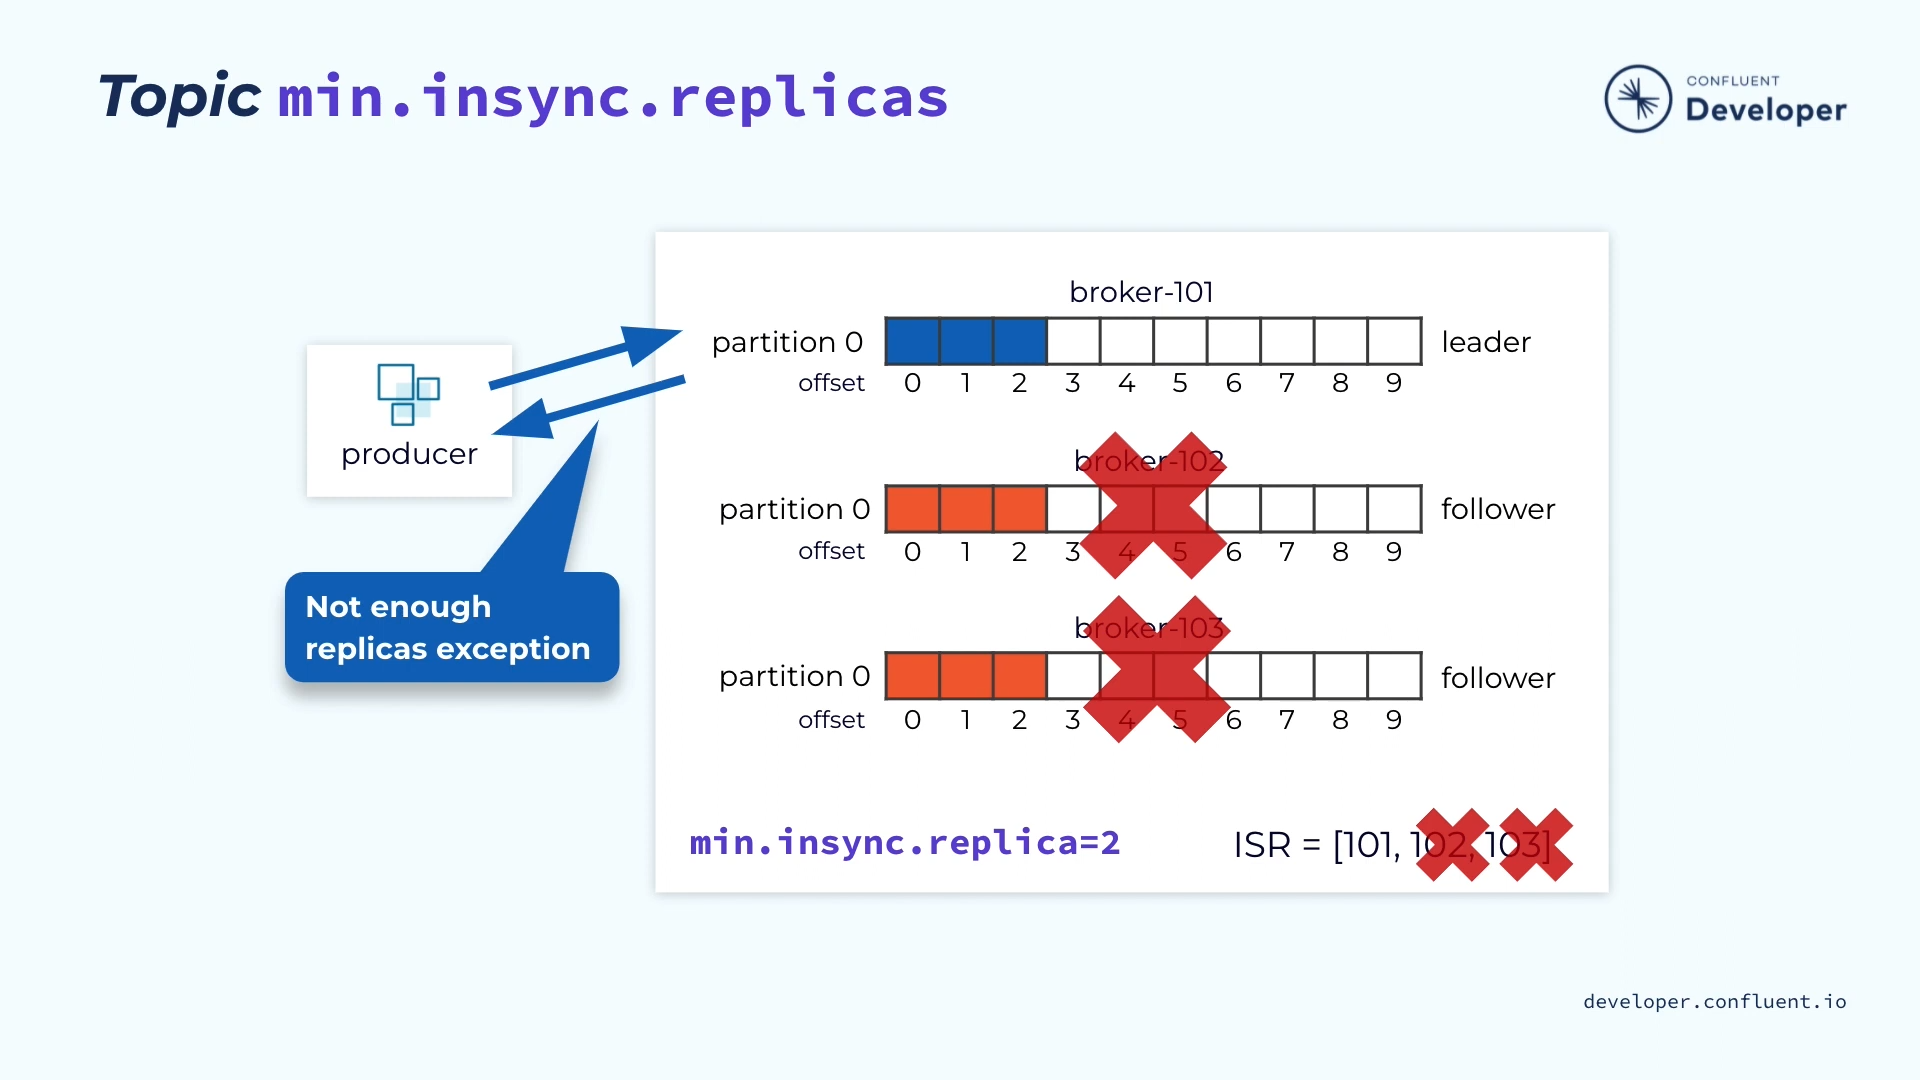 Topic min.insync.replicas
CONFLUENT
Developer
broker-101
partition 0
leader
offset 0 1 2 3 4 5 6 7 8 9
producer
broker-102
partition 0
follower
offset 0 1 2 3 4 5 6 7 8 9
Not enough
replicas exception
broker-103
partition 0
follower
offset 0 1 2 3 4 5 6 7 8 9
min.insync.replica=2
ISR = [101, 102, 103]
developer.confluent.io